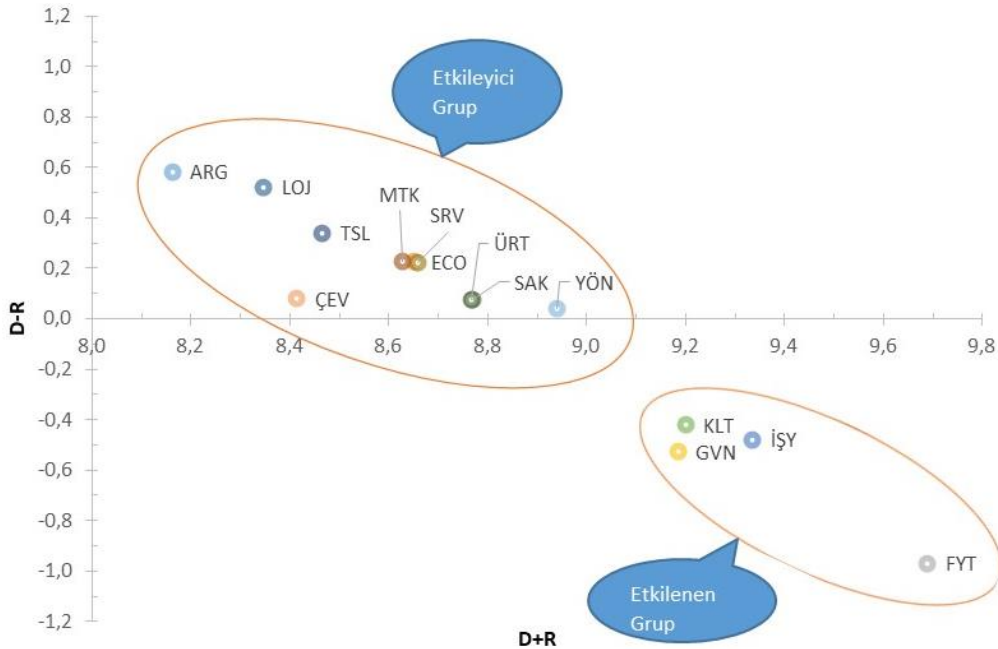 1,2
1,0
0,8
0,6
0,4
0,2
0,0
-0,2
-0,4
-0,6
-0,8
-1,0
-1,2
D-R
8,0 8,2 8,4 8,6 8,8 9,0 9,2 9,4 9,6 9,8
D+R
Etkileyici
Grup
ARG
LOJ
TSL
ÇEV
MTK
SRV
ECO
ÜRT
SAK
YÖN
KLT
GVN
İŞY
FYT
Etkilenen
Grup